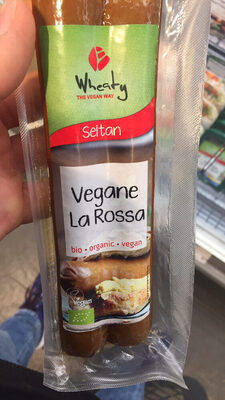 Wheaty
THE VEGAN WAY
Seitan
Vegane
La Rossa
bio • organic • vegan